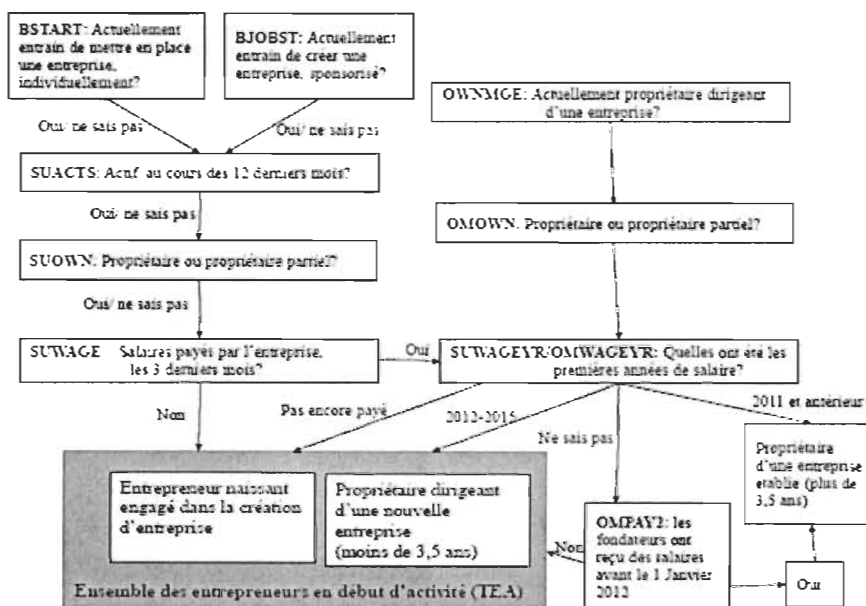 BSTART: Actuellement
entrain de mettre en place
une entreprise,
individuellement?
BJOBST: Actuellement
entrain de créer une
entreprise, sponsorisé?
OWNMGE: Actuellement propriétaire dirigeant
d'une entreprise?
Oui/ ne sais pas
Oui/ ne sais pas
SUACTS: Actif au cours des 12 derniers mois?
Oui/ ne sais pas
OMOWN: Propriétaire ou propriétaire partiel?
SUOWN: Propriétaire ou propriétaire partiel?
Oui/ ne sais pas
SUWAGE Salaires payés par l'entreprise,
les 3 derniers mois?
Oui
SUWAGEYR/OMWAGEYR: Quelles ont été les
premières années de salaire?
Non
Pas encore payé
2012-2015
Ne sais pas
2011 et antérieur
Propriétaire
d'une entreprise
etablie (plus de
3,5 ans)
Entrepreneur naissant
engagé dans la création
d'entreprise
Propriétaire dirigeant
d'une nouvelle
entreprise
(moins de 3,5 ans)
OMPAY2: les
fondateurs ont
reçu des salaires
avant le 1 Janvier
2012
Non
Oui
Ensemble des entrepreneurs en début d'activité (TEA)